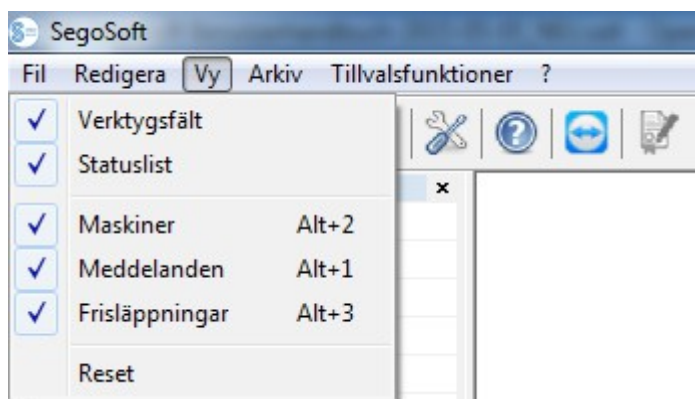 SegoSoft
Fil Redigera Vy Arkiv Tillvalsfunktioner ?
Verktygsfält
Statuslist
Maskiner Alt+2
Meddelanden Alt+1
Frisläppningar Alt+3
Reset